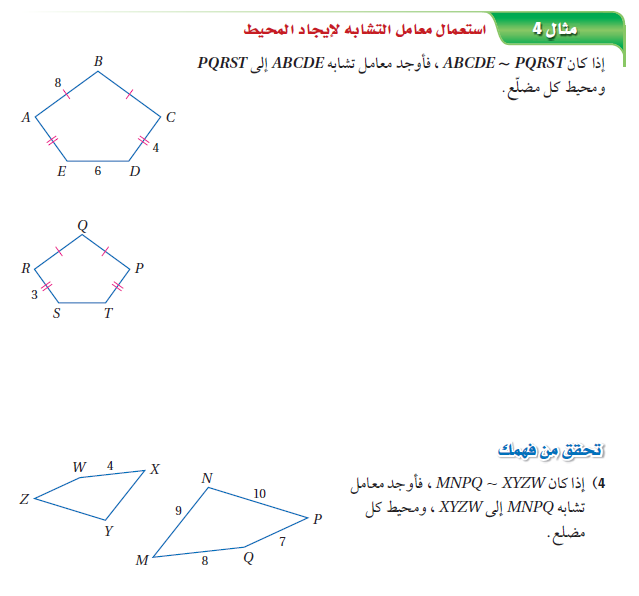 مثال 4 استعمال معامل التشابه لإيجاد المحيط
إذا كان ABCDE ~ PQRST ، فأوجد معامل تشابه ABCDE إلى PQRST
ومحيط كل مضلّع.
B
8
A
C
4
E 6 D
Q
R
P
3
S
T
تحقق من فهمك
4) إذا كان MNPQ ~ XYZW ، فأوجد معامل
تشابه MNPQ إلى XYZW ، ومحيط كل
مضلع.
W 4 X
Z
Y
N
10
9
P
7
M 8 Q